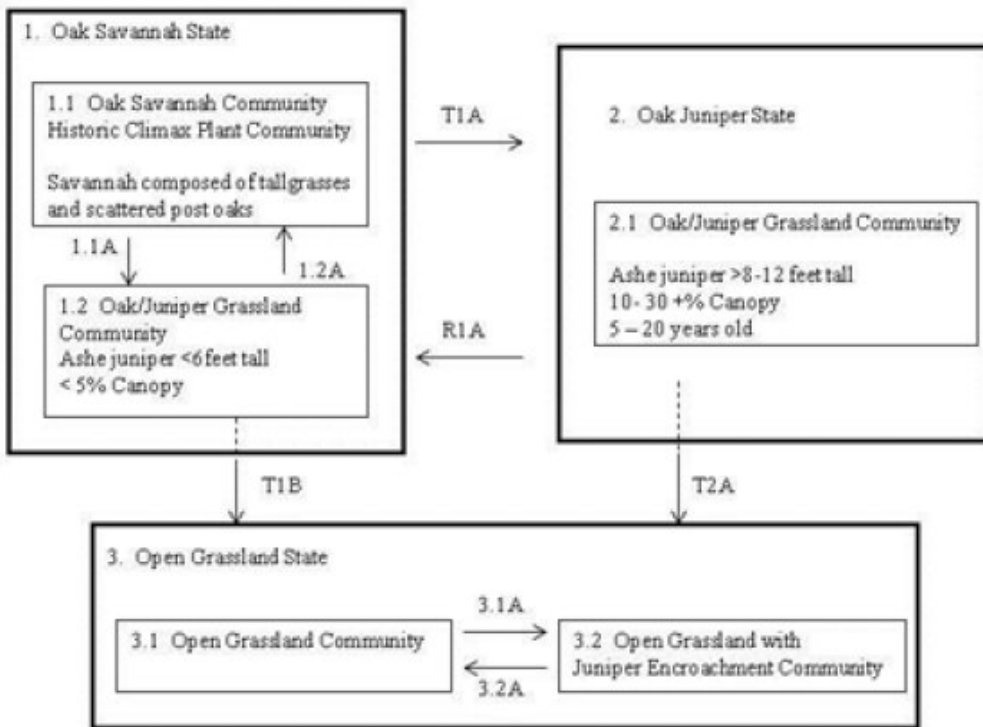 1. Oak Savannah State
1.1 Oak Savannah Community
Historic Climax Plant Community
Savannah composed of tallgrasses
and scattered post oaks
1.1A
1.2A
1.2 Oak/Juniper Grassland
Community
Ashe juniper <6 feet tall
< 5% Canopy
T1A
R1A
2. Oak Juniper State
2.1 Oak/Juniper Grassland Community
Ashe juniper >8-12 feet tall
10- 30 +% Canopy
5 – 20 years old
T1B
T2A
3. Open Grassland State
3.1 Open Grassland Community
3.1A
3.2A
3.2 Open Grassland with
Juniper Encroachment Community